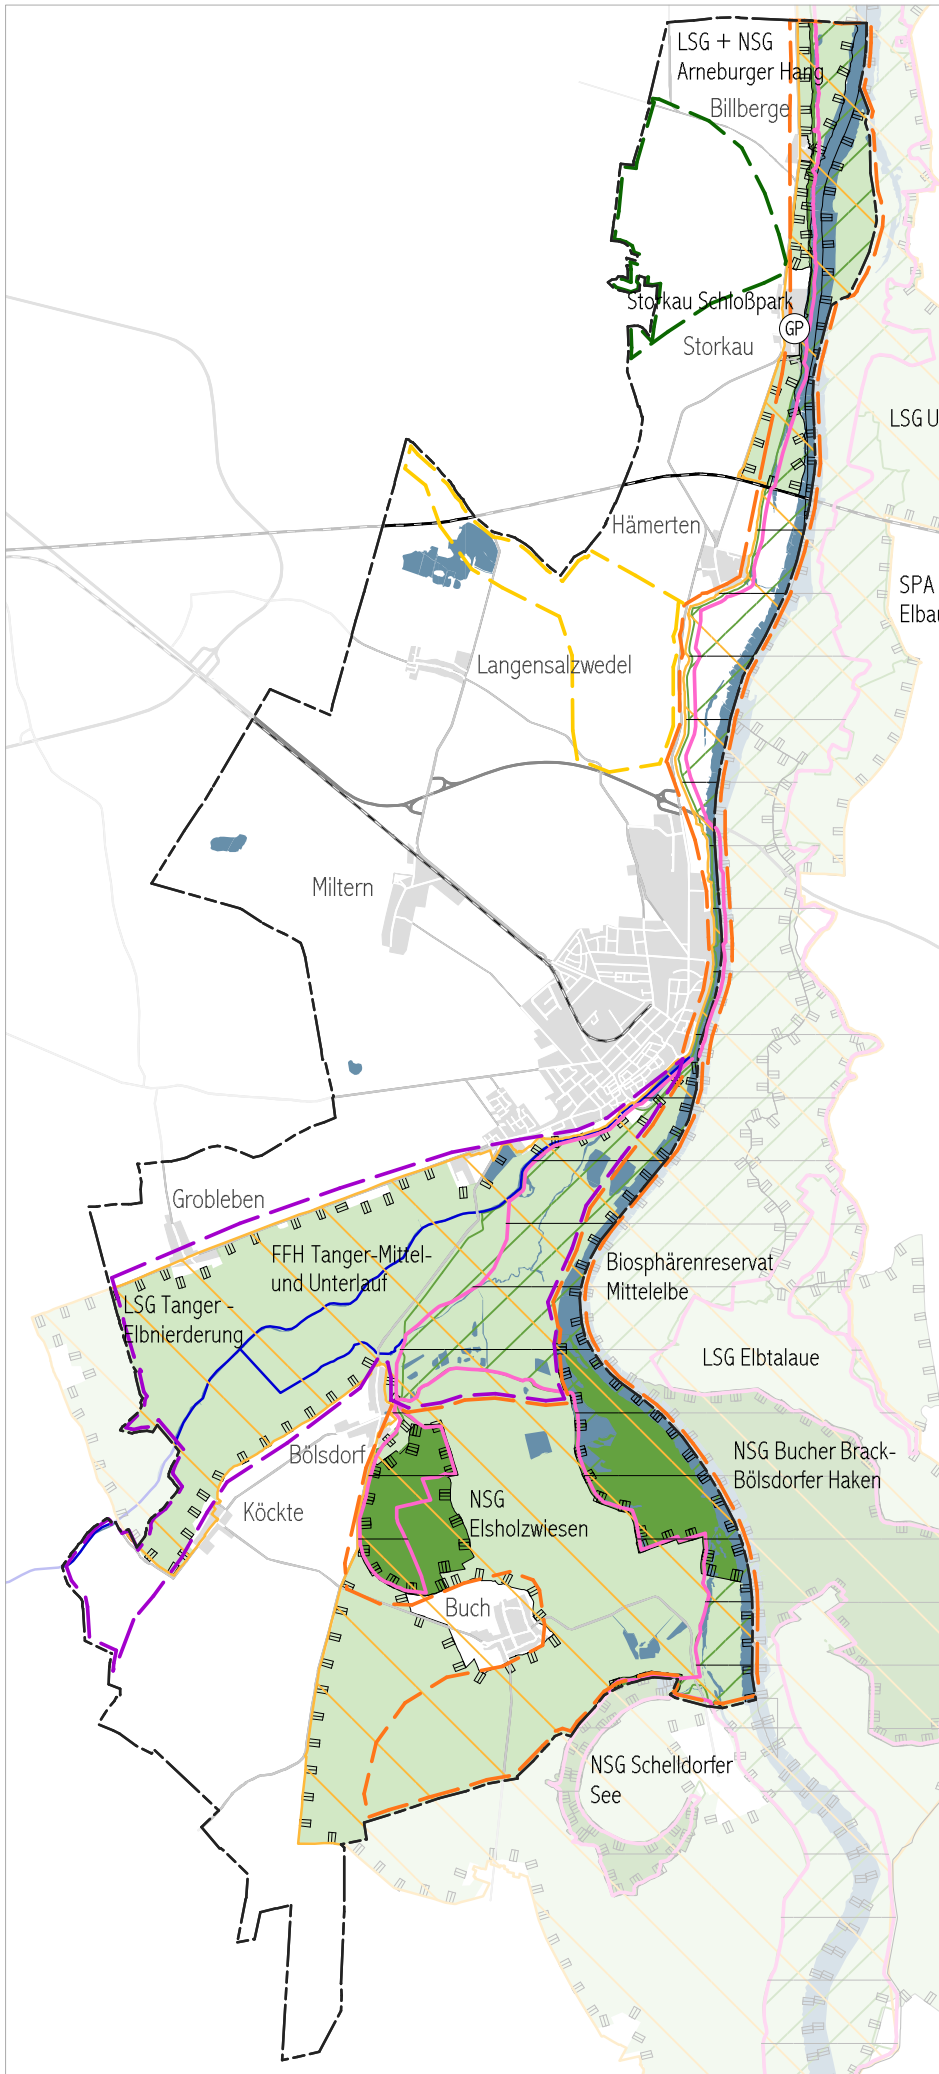 LSG + NSG
Arneburger Hang
Billberge
Storkau Schloßpark
GP
Storkau
LSG U
Hämerten
SPA
Elbau
Langensalzwedel
Miltern
Grobleben
FFH Tanger-Mittel-
und Unterlauf
LSG Tanger -
Elbnierderung
Biosphärenreservat
Mittelelbe
LSG Elbtalaue
Bölsdorf
NSG Bucher Brack-
Bölsdorfer Haken
Köckte
NSG
Elsholzwiesen
Buch
NSG Schelldorfer
See